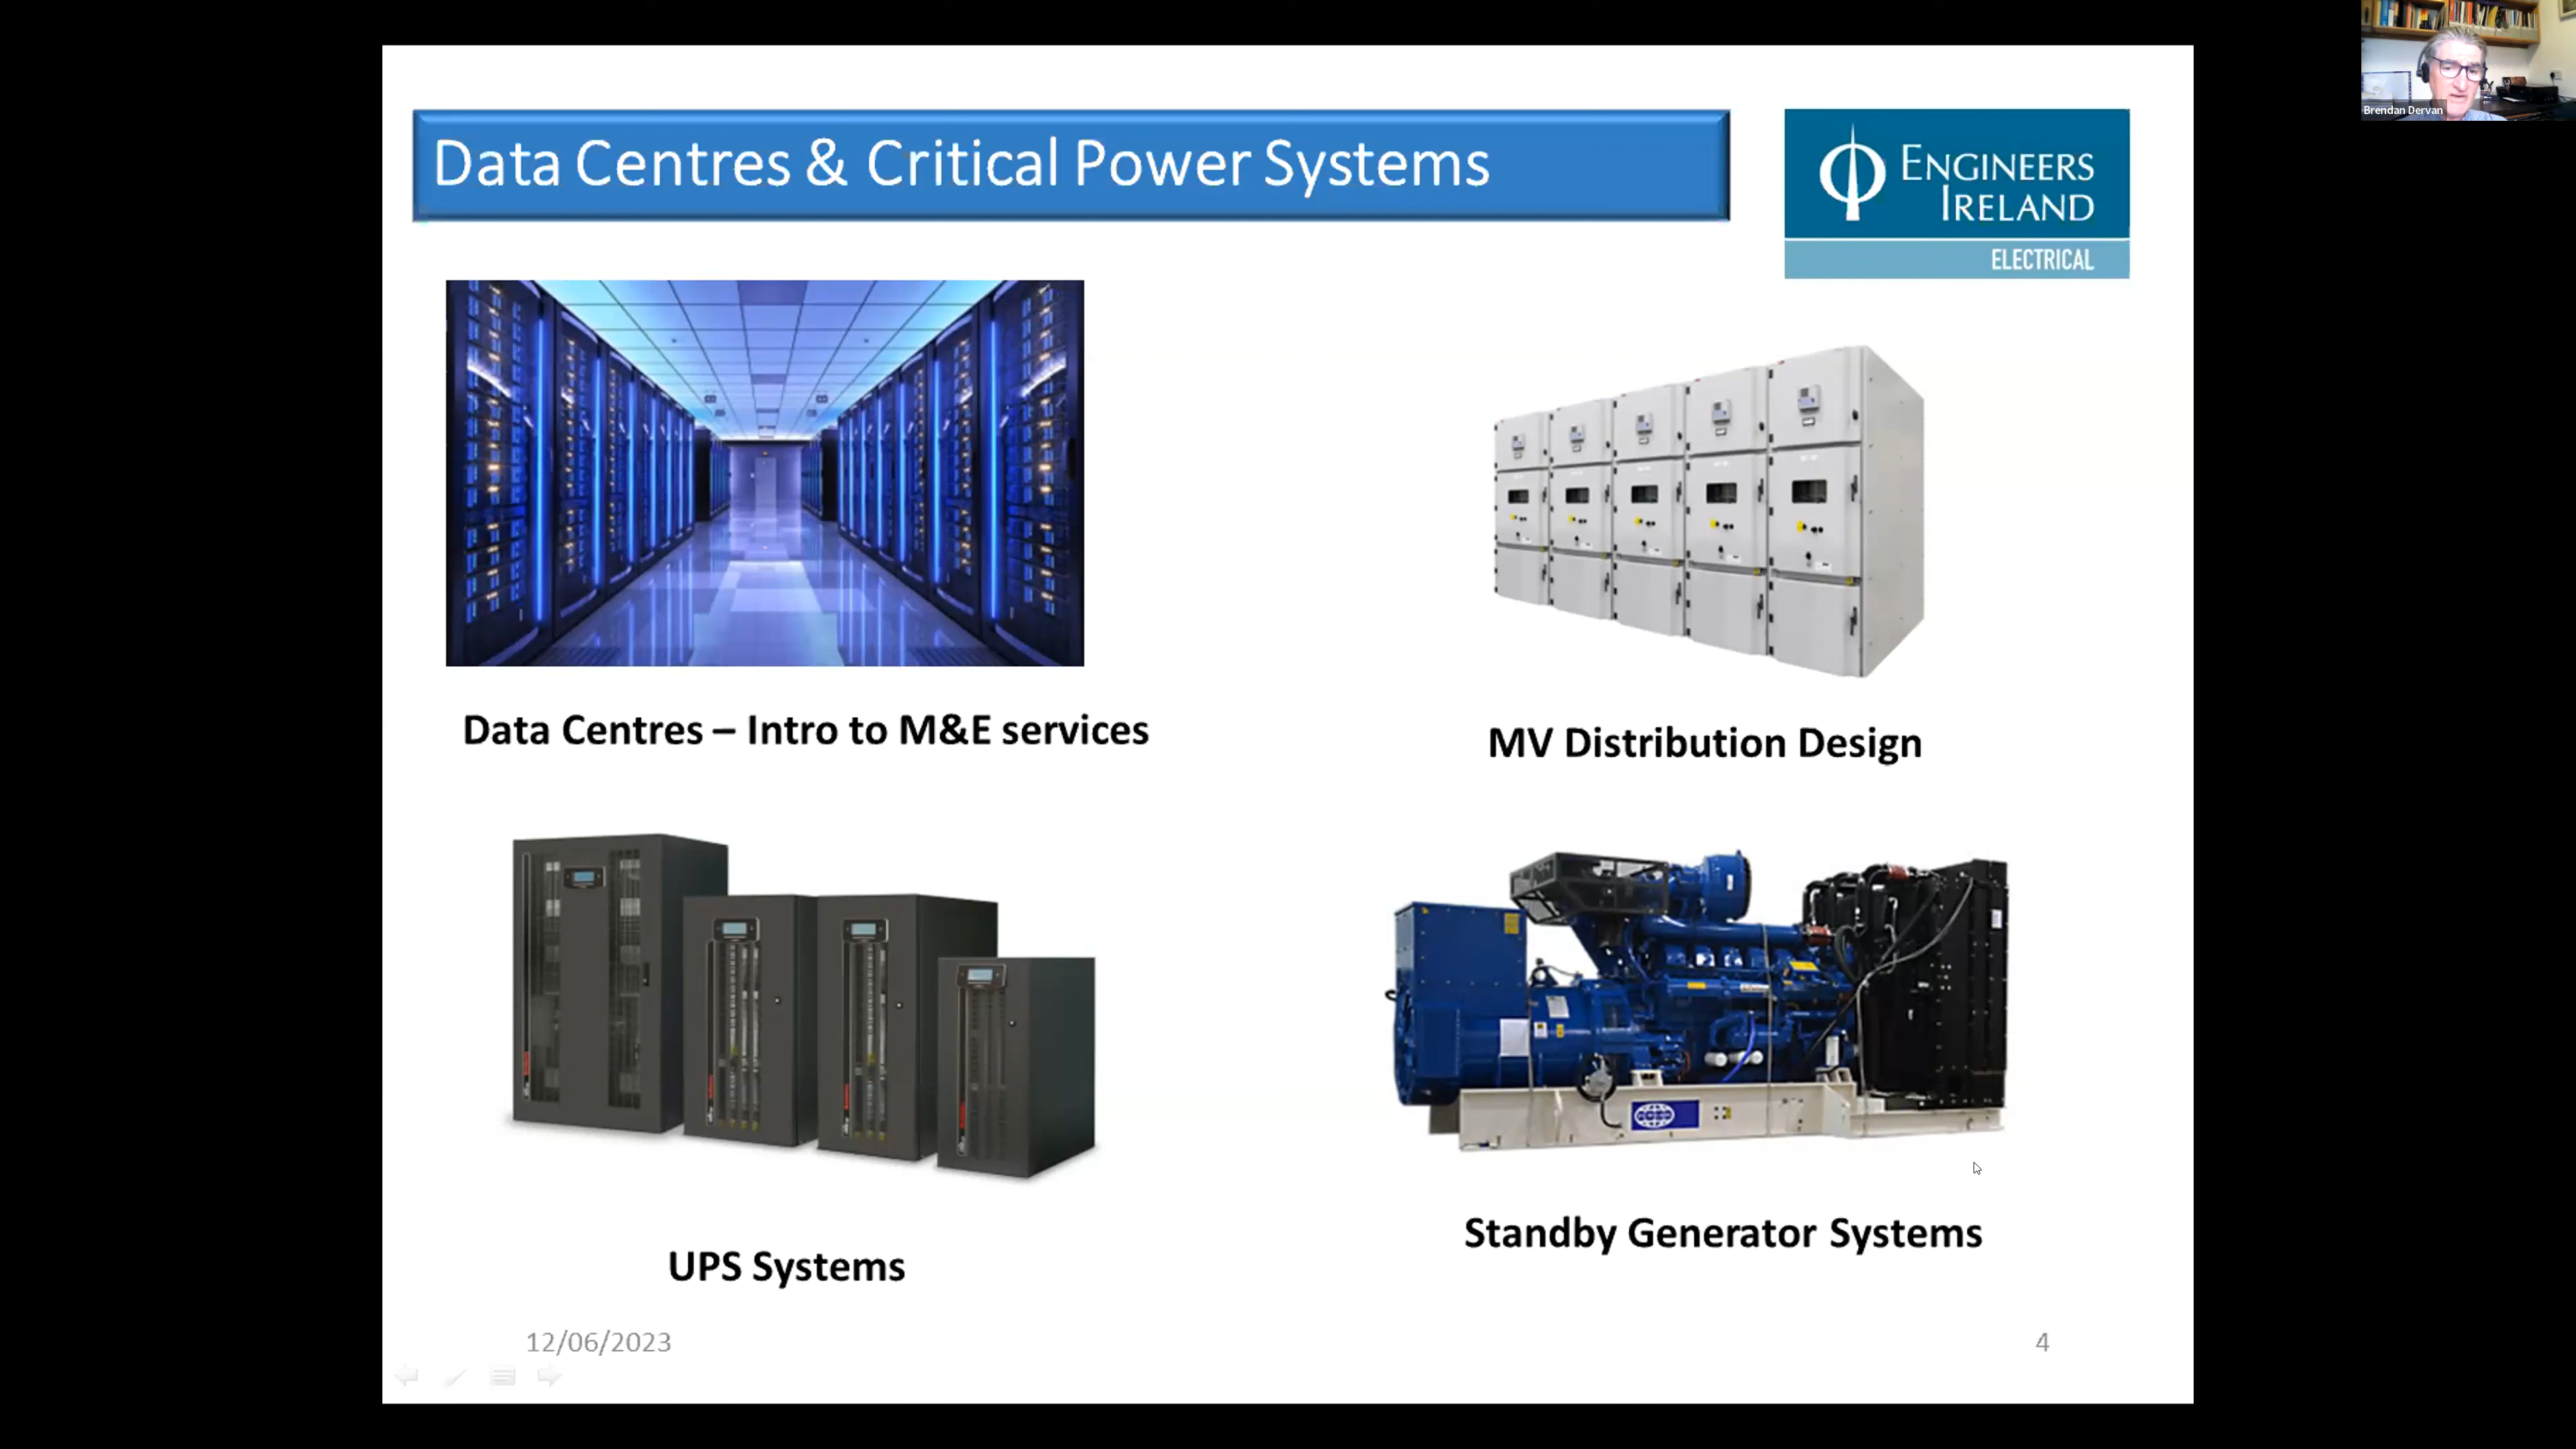 Brendan Dervan
Data Centres & Critical Power Systems
ENGINEERS
IRELAND
ELECTRICAL
Data Centres – Intro to M&E services
MV Distribution Design
UPS Systems
Standby Generator Systems
12/06/2023
4